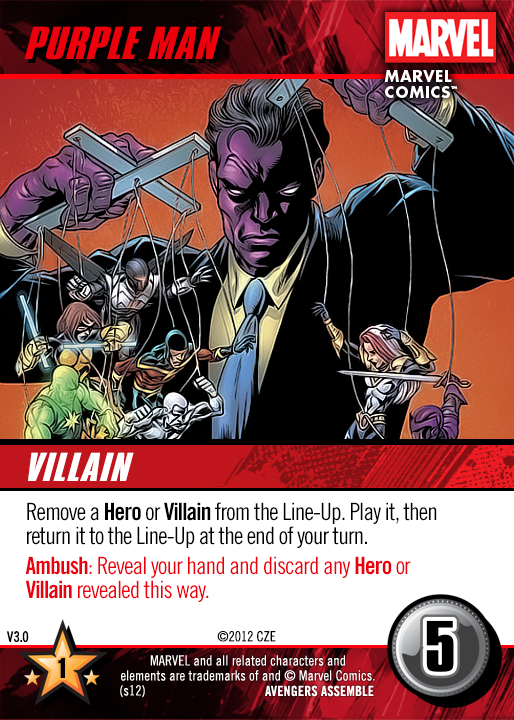 PURPLE MAN
MARVEL
MARVEL
COMICS™
VILLAIN
Remove a Hero or Villain from the Line-Up. Play it, then
return it to the Line-Up at the end of your turn.
Ambush: Reveal your hand and discard any Hero or
Villain revealed this way.
V3.0
©2012 CZE
5
1
MARVEL and all related characters and
elements are trademarks of and © Marvel Comics.
(s12)
AVENGERS ASSEMBLE